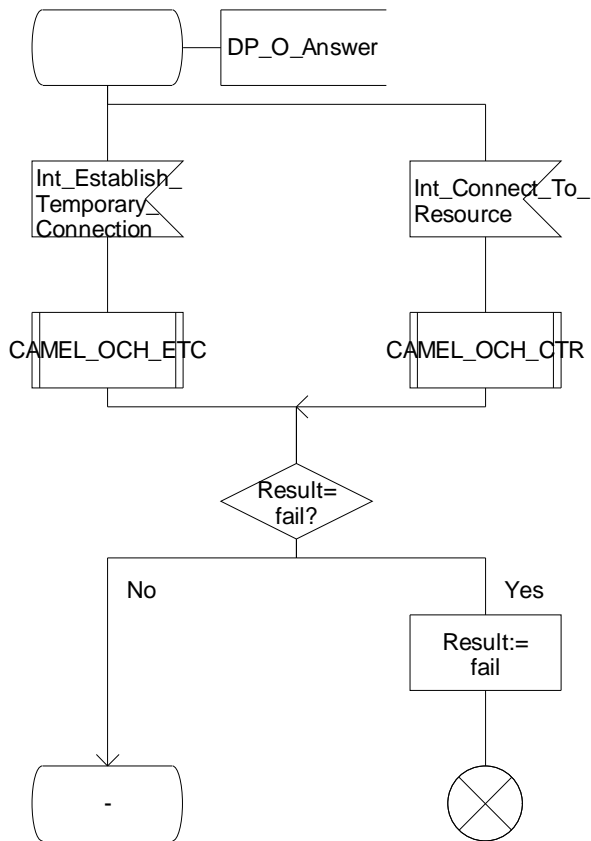 DP_O_Answer
Int_Establish_
Temporary_
Connection
Int_Connect_To_
Resource
CAMEL_OCH_ETC
CAMEL_OCH_CTR
Result=
fail?
No
Yes
Result:=
fail
-